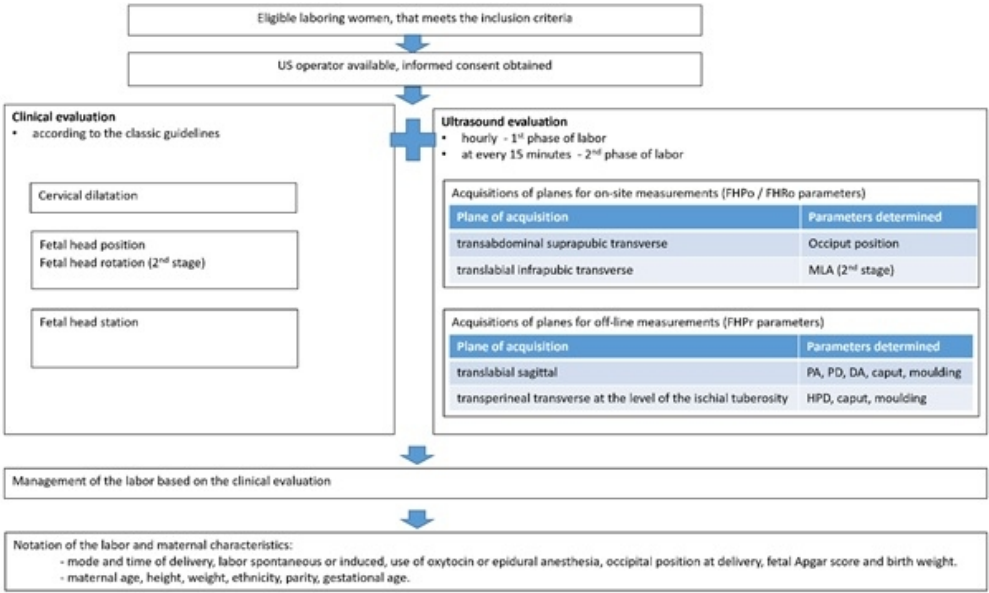 Eligible laboring women, that meets the inclusion criteria
US operator available, informed consent obtained
Clinical evaluation
• according to the classic guidelines
Cervical dilatation
Fetal head position
Fetal head rotation (2nd stage)
Fetal head station
Ultrasound evaluation
• hourly - 1st phase of labor
• at every 15 minutes - 2nd phase of labor
Acquisitions of planes for on-site measurements (FHPo / FHRo parameters)
Plane of acquisition Parameters determined
transabdominal suprapubic transverse Occiput position
translabial infrapubic transverse MLA (2nd stage)
Acquisitions of planes for off-line measurements (FHPr parameters)
Plane of acquisition Parameters determined
translabial sagittal PA, PD, DA, caput, moulding
transperineal transverse at the level of the ischial tuberosity HPD, caput, moulding
Management of the labor based on the clinical evaluation
Notation of the labor and maternal characteristics:
- mode and time of delivery, labor spontaneous or induced, use of oxytocin or epidural anesthesia, occipital position at delivery, fetal Apgar score and birth weight.
- maternal age, height, weight, ethnicity, parity, gestational age.